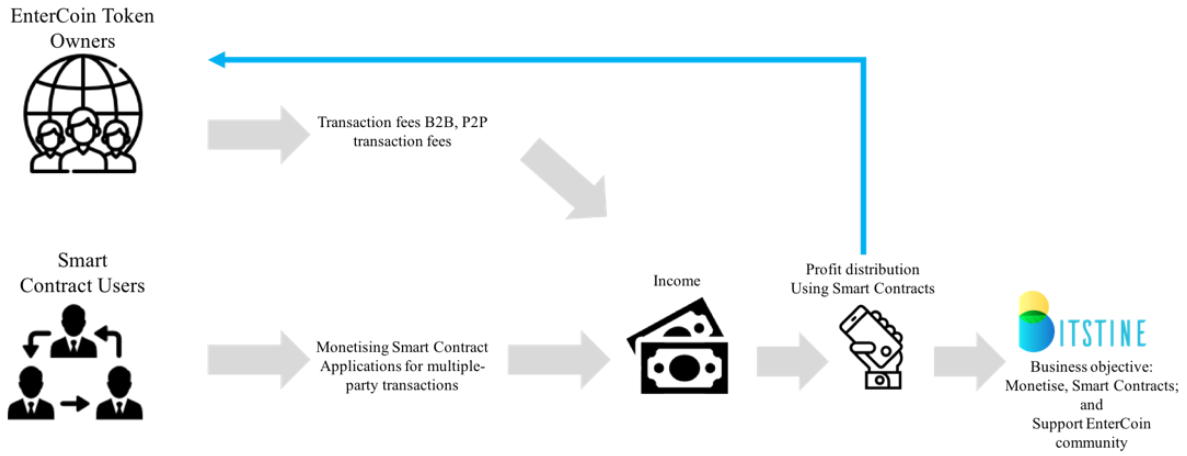 EnterCoin Token
Owners
Transaction fees B2B, P2P
transaction fees
Smart
Contract Users
Monetising Smart Contract
Applications for multiple-
party transactions
Income
Profit distribution
Using Smart Contracts
BITSTINE
Business objective:
Monetise, Smart Contracts;
and
Support EnterCoin
community